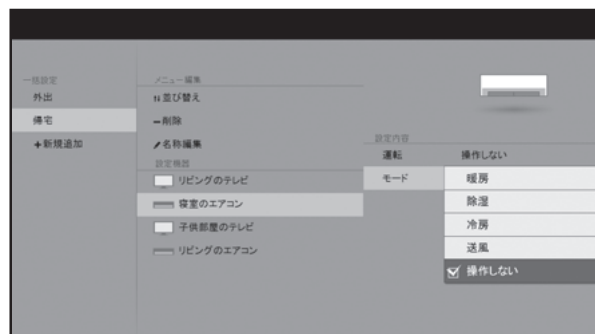 一括設定
外出
帰宅
+新規追加
メニュー編集
⇅並び替え
−削除
名称編集
設定機器
リビングのテレビ
寝室のエアコン
子供部屋のテレビ
リビングのエアコン
設定内容
運転 操作しない
モード
暖房
除湿
冷房
送風
操作しない